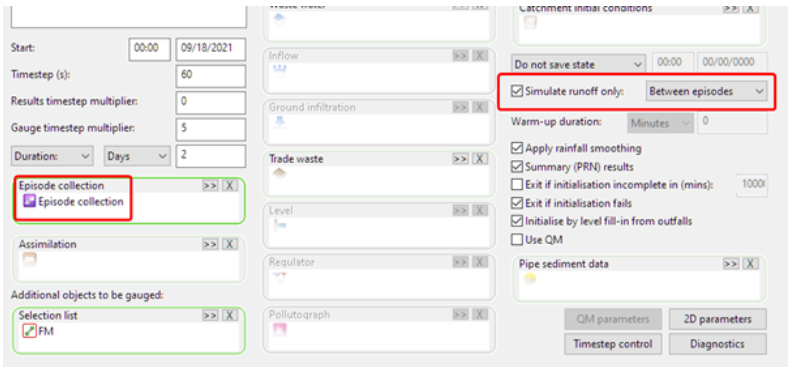 Waste water
>> X
Catchment initial conditions
>> X
Start:
00:00
09/18/2021
Timestep (s):
60
Results timestep multiplier:
0
Gauge timestep multiplier:
5
Duration:
Days
2
Episode collection
>> X
Episode collection
Assimilation
>> X
Additional objects to be gauged:
Selection list
>> X
FM
Inflow
>> X
Ground infiltration
>> X
Trade waste
>> X
Level
>> X
Regulator
>> X
Pollutograph
>> X
Do not save state
00:00
00/00/0000
Simulate runoff only:
Between episodes
Warm-up duration:
Minutes
0
Apply rainfall smoothing
Summary (PRN) results
Exit if initialisation incomplete in (mins):
Exit if initialisation fails
Initialise by level fill-in from outfalls
Use QM
Pipe sediment data
>> X
QM parameters
2D parameters
Timestep control
Diagnostics